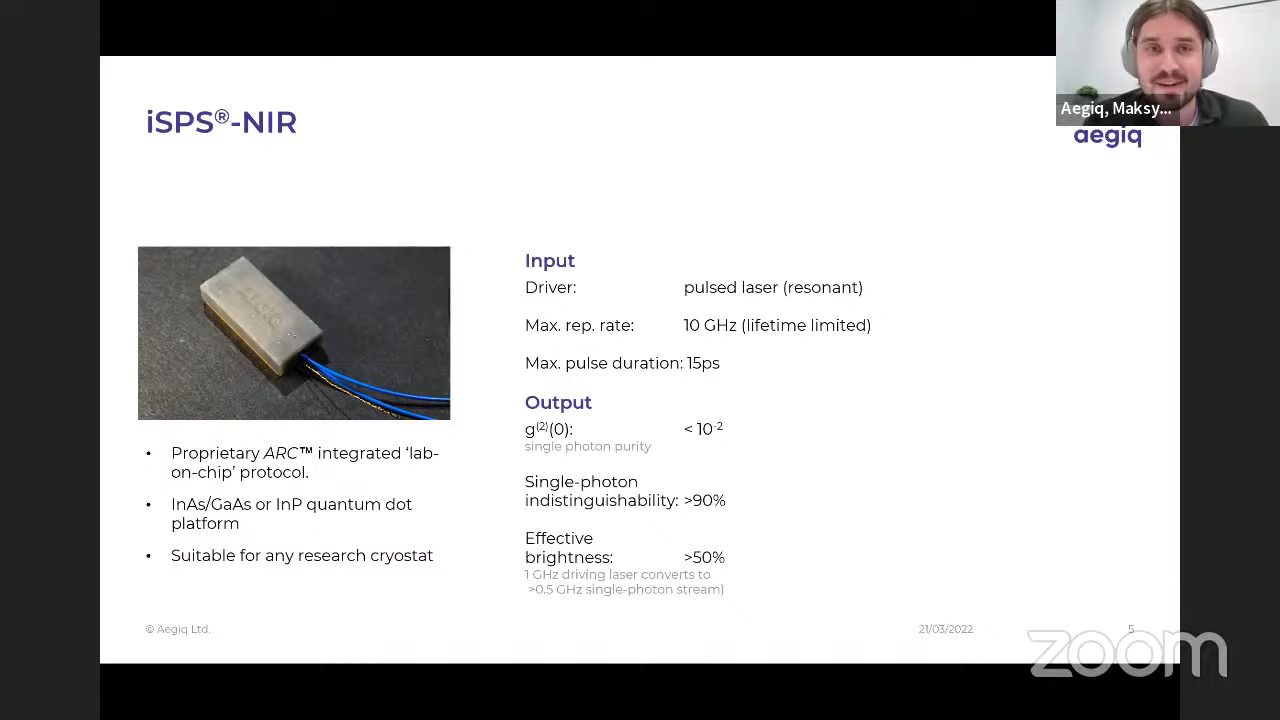 iSPS®-NIR
Aegiq, Maksy...
aegiq
Input
Driver: pulsed laser (resonant)
Max. rep. rate: 10 GHz (lifetime limited)
Max. pulse duration: 15ps
Output
g(2)(0): < 10-2
single photon purity
Single-photon
indistinguishability: >90%
Effective
brightness: >50%
1 GHz driving laser converts to
>0.5 GHz single-photon stream)
AEGIQ
• Proprietary ARC™ integrated ‘lab-
on-chip’ protocol.
• InAs/GaAs or InP quantum dot
platform
• Suitable for any research cryostat
© Aegiq Ltd.
21/03/2022
5
zoom